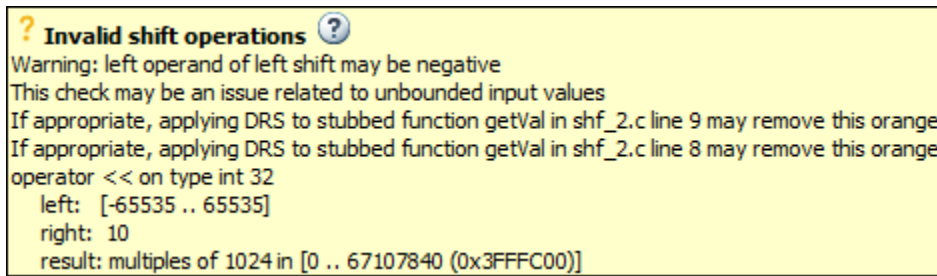 ? Invalid shift operations ?
Warning: left operand of left shift may be negative
This check may be an issue related to unbounded input values
If appropriate, applying DRS to stubbed function getVal in shf_2.c line 9 may remove this orange
If appropriate, applying DRS to stubbed function getVal in shf_2.c line 8 may remove this orange
operator << on type int 32
left: [-65535 .. 65535]
right: 10
result: multiples of 1024 in [0 .. 67107840 (0x3FFFC00)]